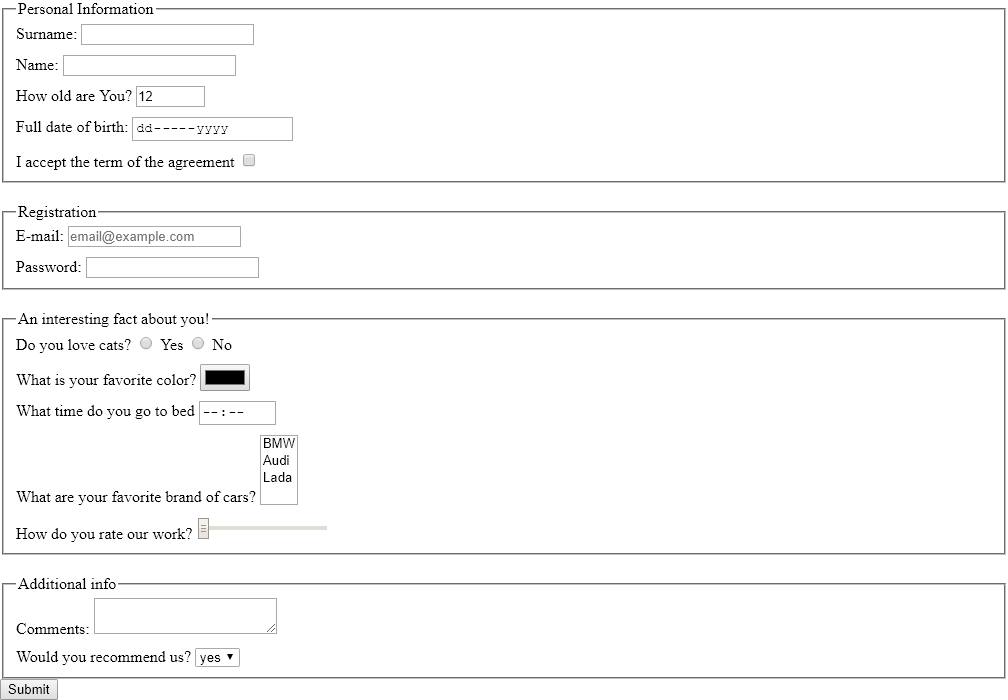 Personal Information
Surname:
Name:
How old are You? 12
Full date of birth: dd-----yyyy
I accept the term of the agreement
Registration
E-mail: email@example.com
Password:
An interesting fact about you!
Do you love cats? Yes No
What is your favorite color?
What time do you go to bed --:--
BMW
Audi
Lada
What are your favorite brand of cars?
How do you rate our work?
Additional info
Comments:
Would you recommend us? yes
Submit